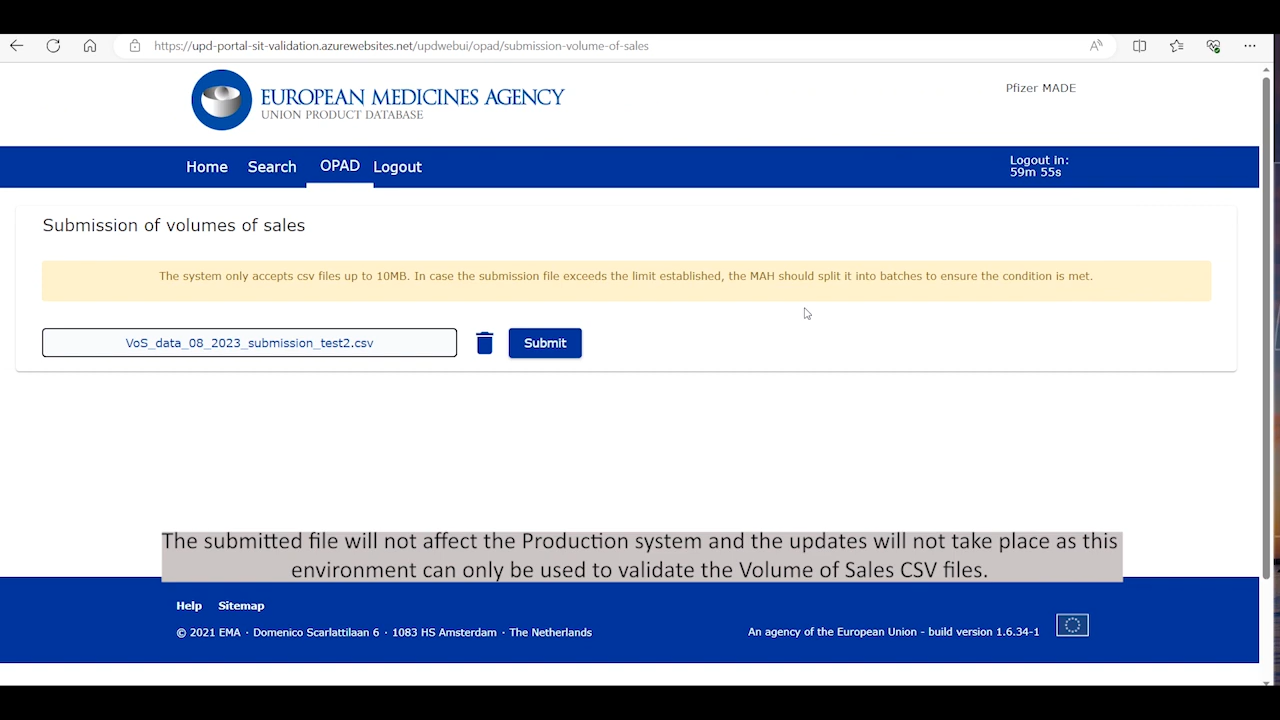 https://upd-portal-sit-validation.azurewebsites.net/updwebui/opad/submission-volume-of-sales
EUROPEAN MEDICINES AGENCY
UNION PRODUCT DATABASE
Pfizer MADE
Home Search OPAD Logout
Logout in:
59m 55s
Submission of volumes of sales
The system only accepts csv files up to 10MB. In case the submission file exceeds the limit established, the MAH should split it into batches to ensure the condition is met.
VoS_data_08_2023_submission_test2.csv
Submit
The submitted file will not affect the Production system and the updates will not take place as this
environment can only be used to validate the Volume of Sales CSV files.
Help Sitemap
© 2021 EMA · Domenico Scarlattilaan 6 · 1083 HS Amsterdam · The Netherlands
An agency of the European Union - build version 1.6.34-1